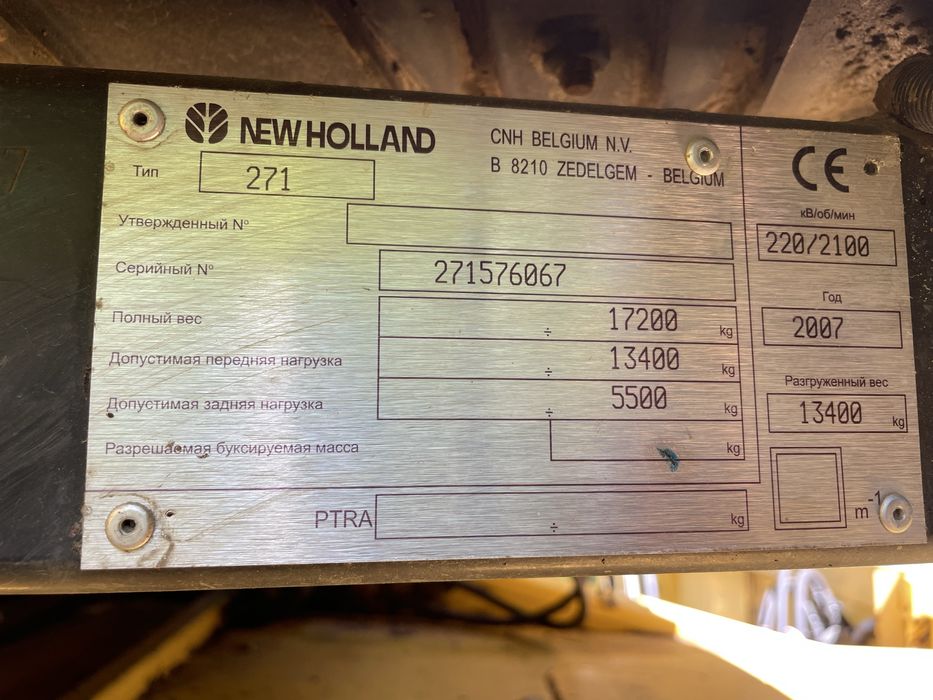 NEW HOLLAND
CNH BELGIUM N.V.
B 8210 ZEDELGEM - BELGIUM
CE
Тип 271
кВ/об/мин
220/2100
Утвержденный N°
Серийный N° 271576067
Год
2007
Полный вес ÷ 17200 kg
Допустимая передняя нагрузка ÷ 13400 kg
Допустимая задняя нагрузка ÷ 5500 kg
Разгруженный вес
13400 kg
Разрешаемая буксируемая масса kg
PTRA ÷ kg
m-1